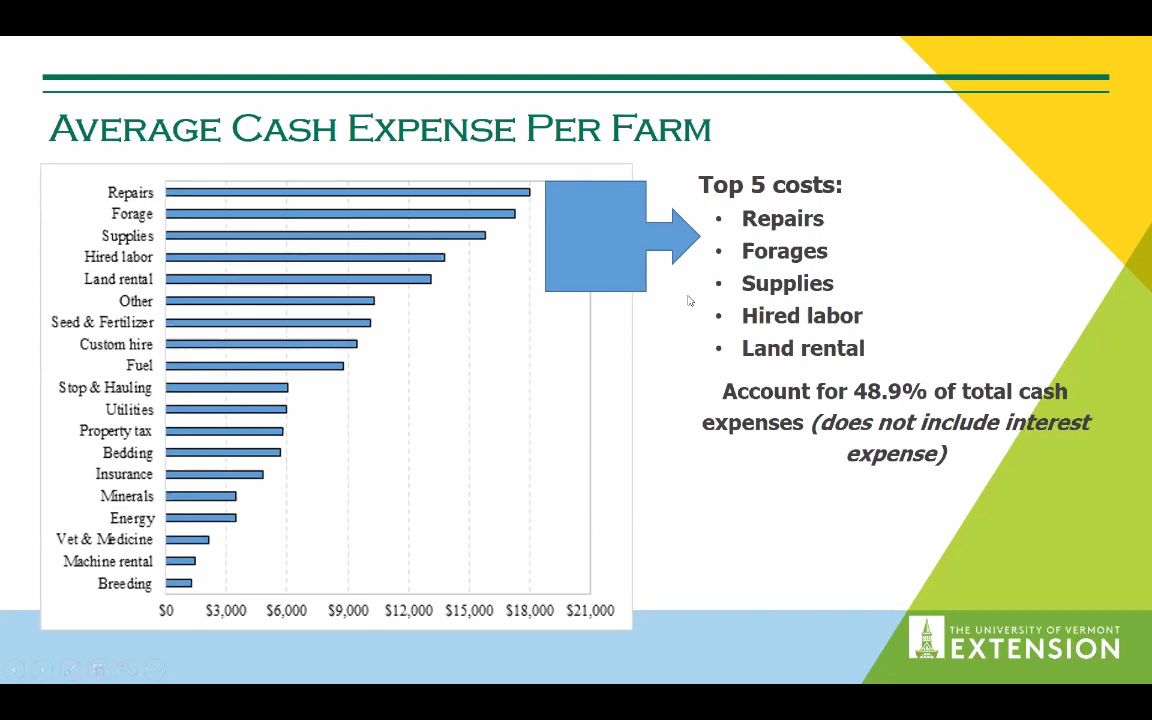 AVERAGE CASH EXPENSE PER FARM
Repairs
Forage
Supplies
Hired labor
Land rental
Other
Seed & Fertilizer
Custom hire
Fuel
Stop & Hauling
Utilities
Property tax
Bedding
Insurance
Minerals
Energy
Vet & Medicine
Machine rental
Breeding
$0 $3,000 $6,000 $9,000 $12,000 $15,000 $18,000 $21,000
Top 5 costs:
• Repairs
• Forages
• Supplies
• Hired labor
• Land rental
Account for 48.9% of total cash
expenses (does not include interest
expense)
THE UNIVERSITY OF VERMONT
EXTENSION